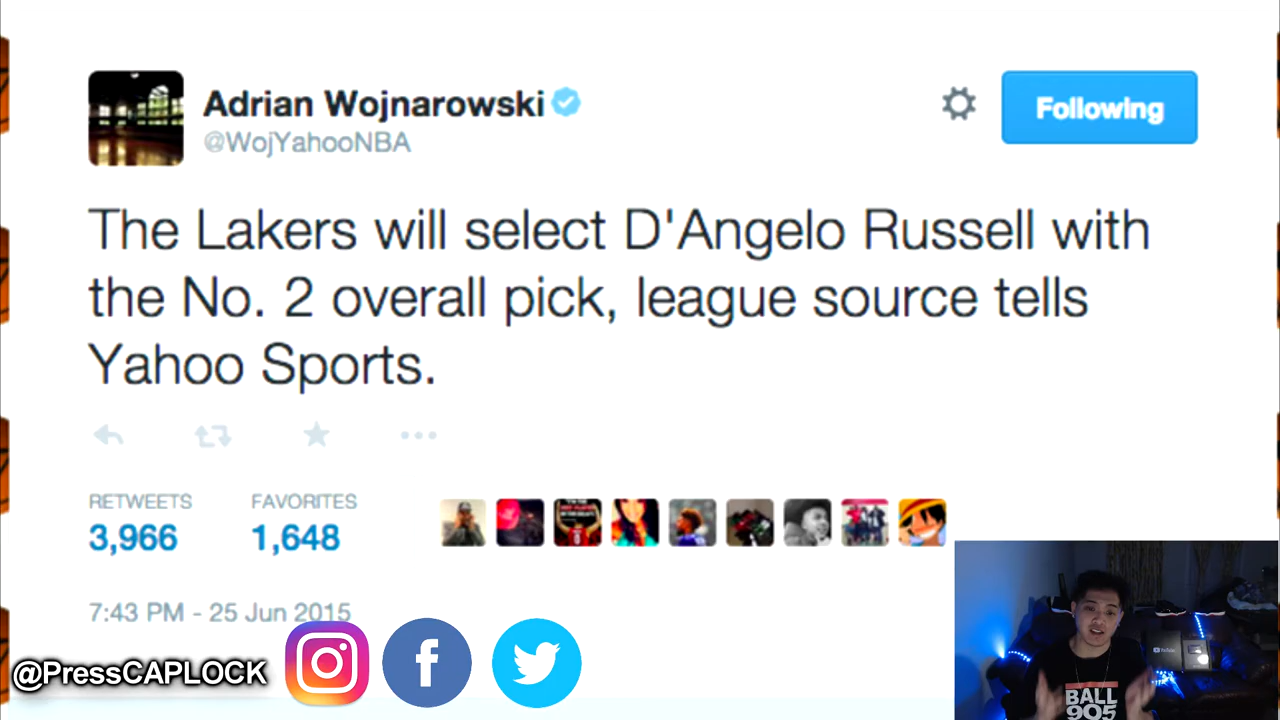 Adrian Wojnarowski
@WojYahooNBA
Following
The Lakers will select D'Angelo Russell with
the No. 2 overall pick, league source tells
Yahoo Sports.
RETWEETS FAVORITES
3,966 1,648
7:43 PM - 25 Jun 2015
@PressCAPLOCK
YouTube
BALL
905